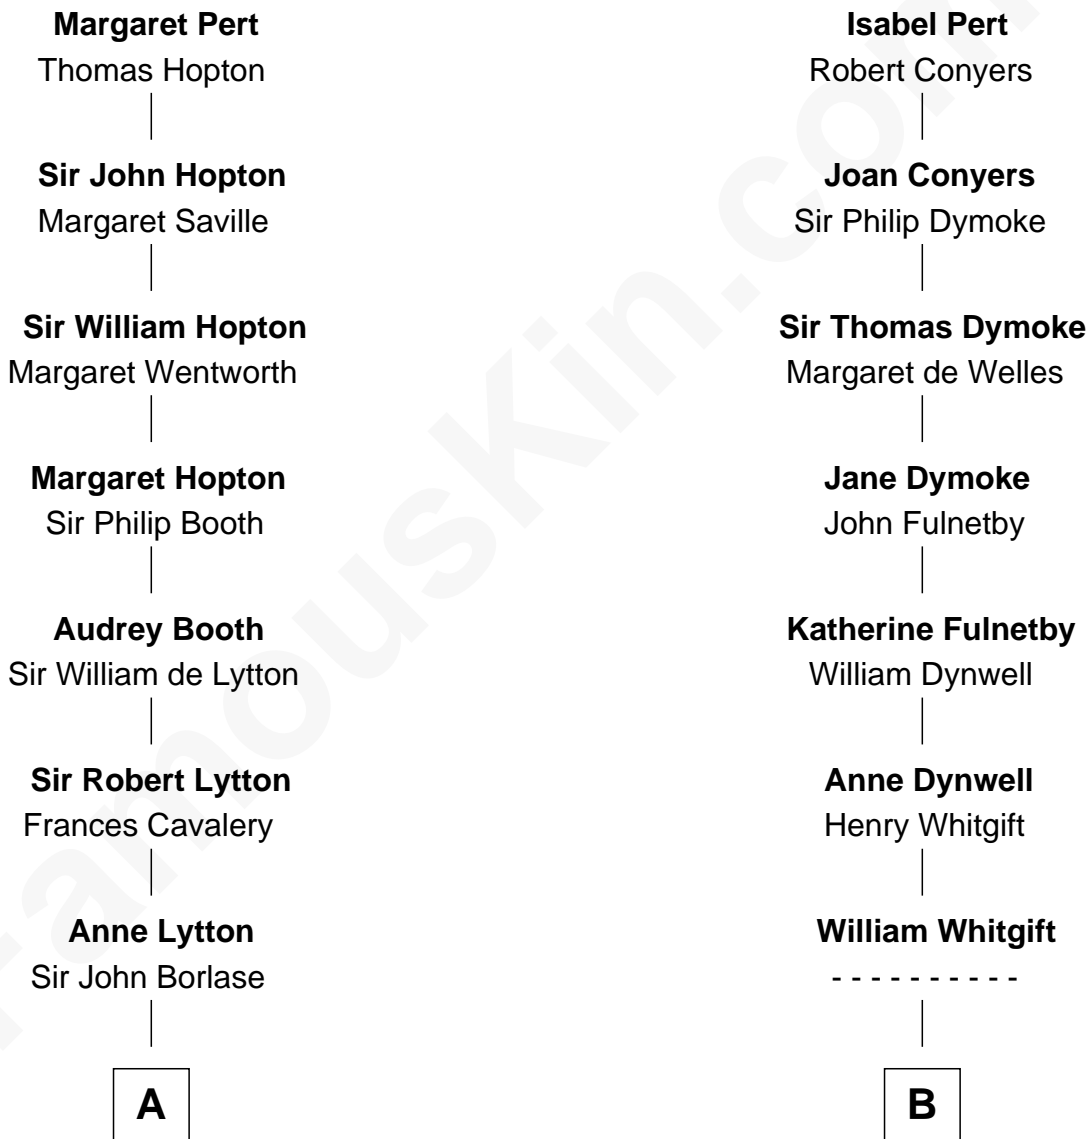 Margaret Pert
Thomas Hopton
Sir John Hopton
Margaret Saville
Sir William Hopton
Margaret Wentworth
Margaret Hopton
Sir Philip Booth
Audrey Booth
Sir William de Lytton
Sir Robert Lytton
Frances Cavalery
Anne Lytton
Sir John Borlase
A
Isabel Pert
Robert Conyers
Joan Conyers
Sir Philip Dymoke
Sir Thomas Dymoke
Margaret de Welles
Jane Dymoke
John Fulnetby
Katherine Fulnetby
William Dynwell
Anne Dynwell
Henry Whitgift
William Whitgift
- - - - - - - - - -
B
FamousKin.com